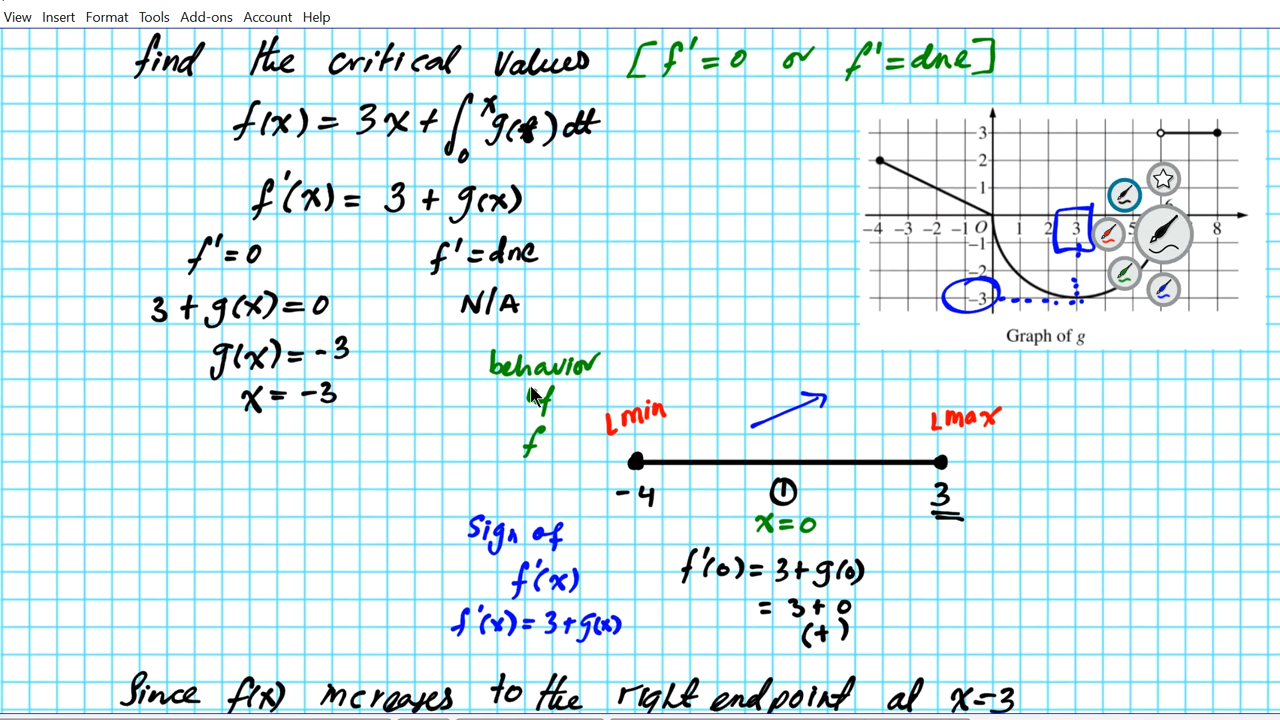 View Insert Format Tools Add-ons Account Help
find the critical values [f'=0 or f'=dne]
f(x) = 3x + ∫₀ˣ g(t) dt
f'(x) = 3 + g(x)
f'=0 f'=dne
3 + g(x) = 0 N/A
g(x) = -3
x = -3
3
2
1
-4 -3 -2 -1 O 1 2 3 5 6 8
-1
-2
-3
Graph of g
behavior
of
f
Lmin Lmax
-4 1 3
x=0
Sign of
f'(x)
f'(x) = 3+g(x)
f'(0) = 3+g(0)
= 3+0
(+)
Since f(x) increases to the right endpoint at x=3